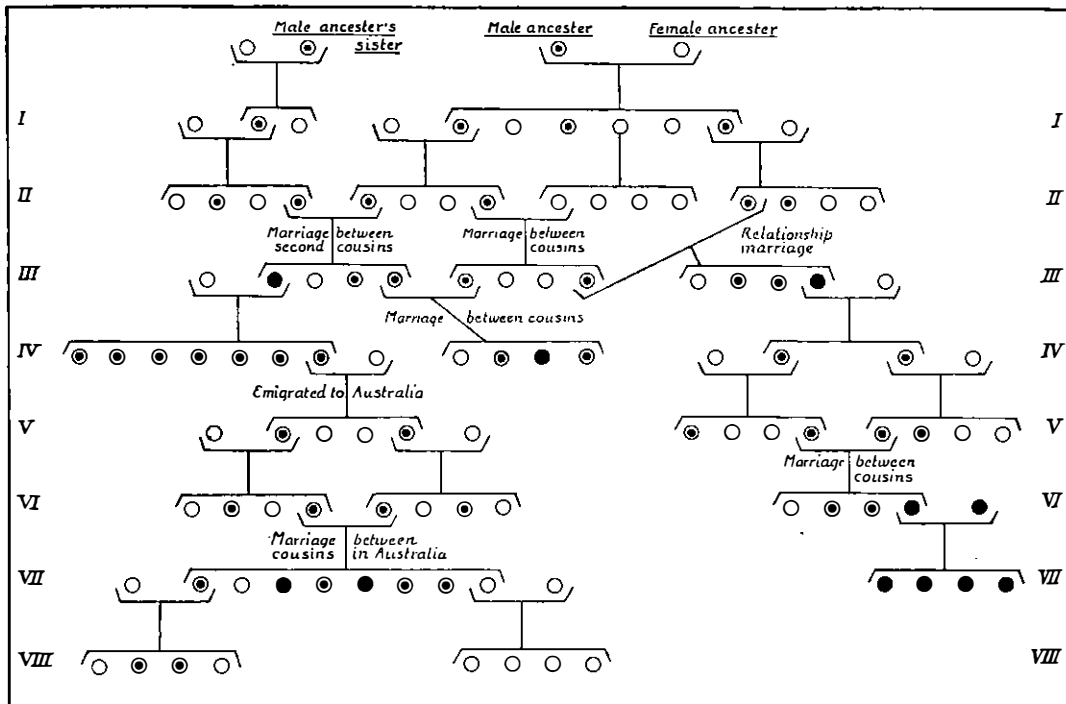 Male ancester's sister
Male ancester
Female ancester
I
I
II
II
Marriage between
second cousins
Marriage between
cousins
Relationship
marriage
III
III
Marriage between cousins
IV
IV
Emigrated to Australia
V
V
Marriage between
cousins
VI
VI
Marriage between
cousins in Australia
VII
VII
VIII
VIII